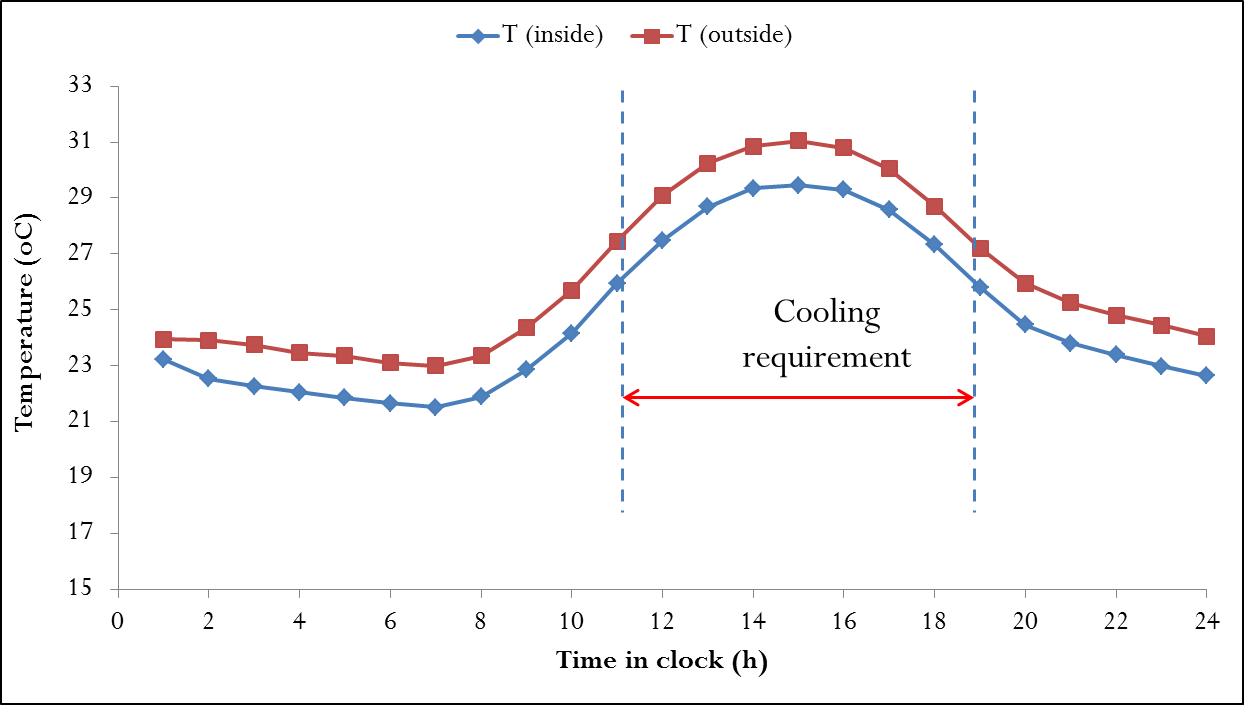 T (inside) T (outside)
33
31
29
27
25
23
21
19
17
15
Temperature (oC)
Cooling
requirement
0 2 4 6 8 10 12 14 16 18 20 22 24
Time in clock (h)